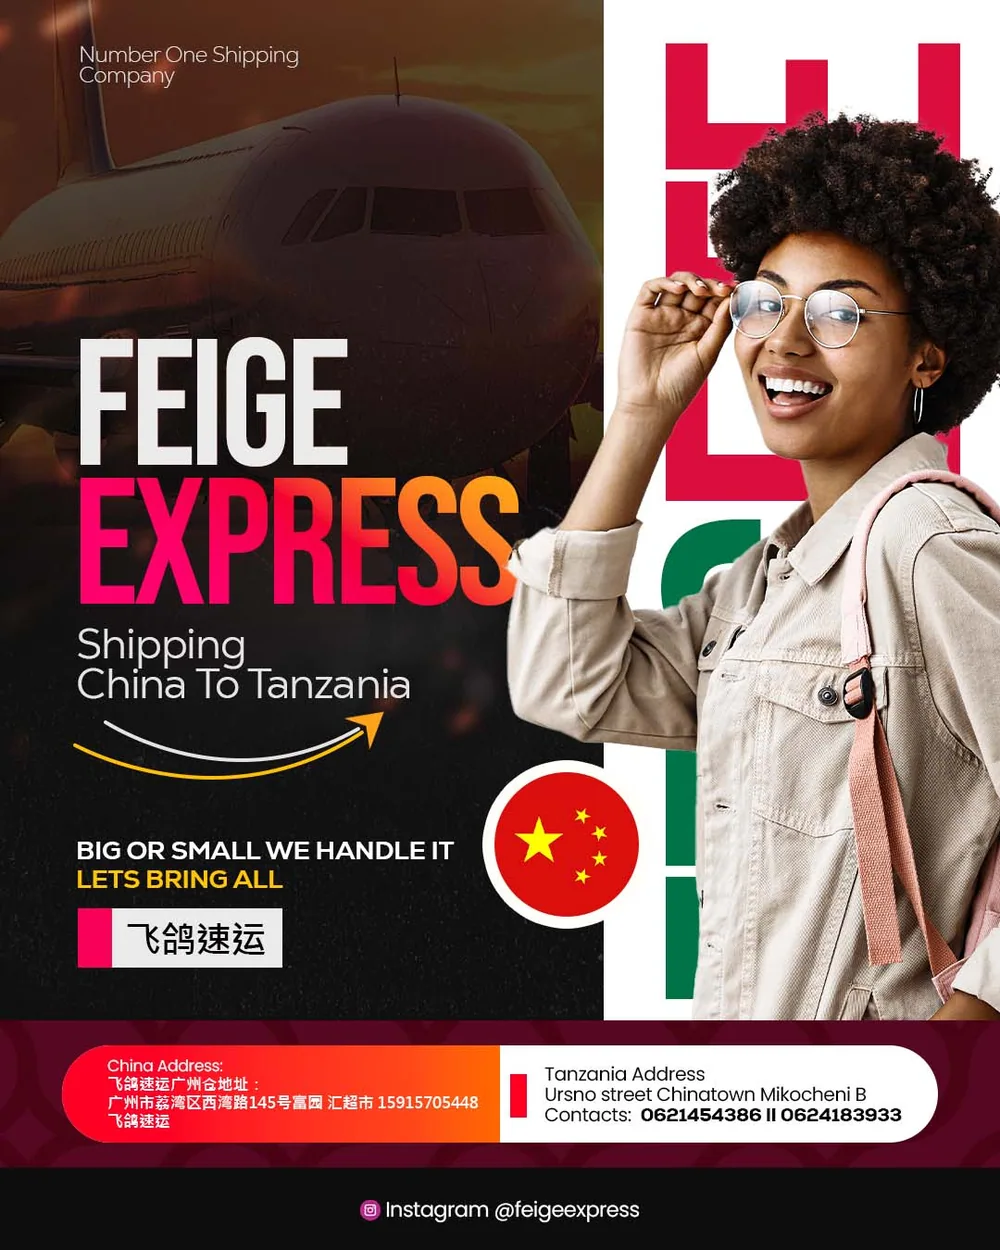 Number One Shipping
Company
FEIGE
EXPRESS
Shipping
China To Tanzania
BIG OR SMALL WE HANDLE IT
LETS BRING ALL
飞鸽速运
China Address:
飞鸽速运广州仓地址：
广州市荔湾区西湾路145号富园 汇超市 15915705448
飞鸽速运
Tanzania Address
Ursno street Chinatown Mikocheni B
Contacts: 0621454386 II 0624183933
Instagram @feigeexpress